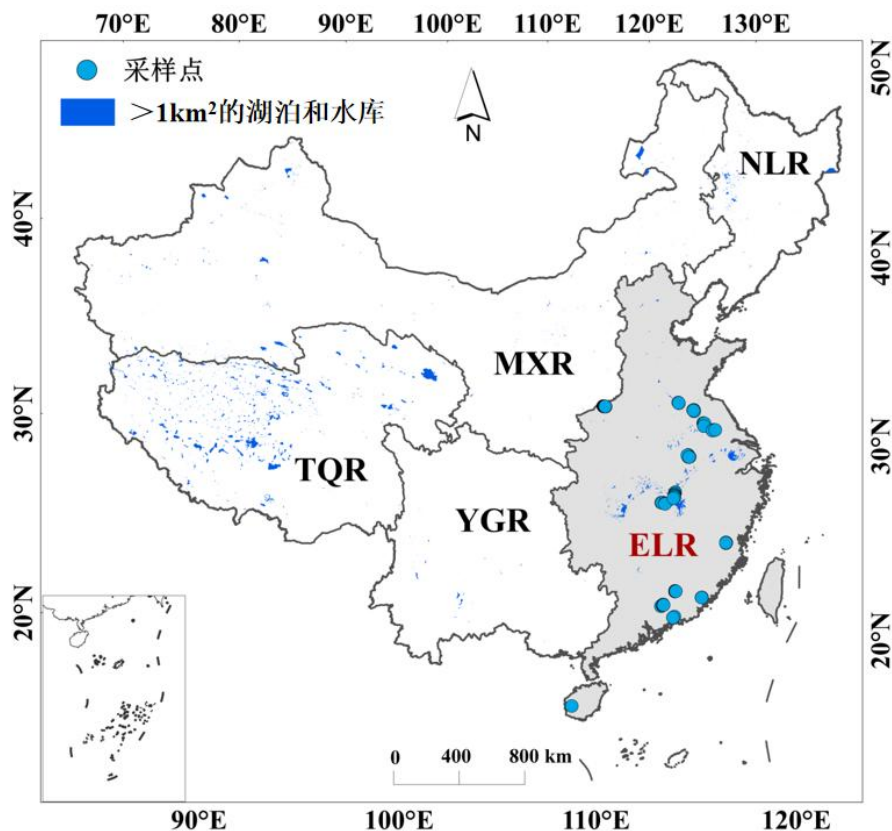 70°E 80°E 90°E 100°E 110°E 120°E 130°E
采样点
>1km²的湖泊和水库
N
NLR
50°N
40°N
40°N
MXR
30°N
30°N
TQR
YGR
ELR
20°N
20°N
0 400 800 km
90°E 100°E 110°E 120°E